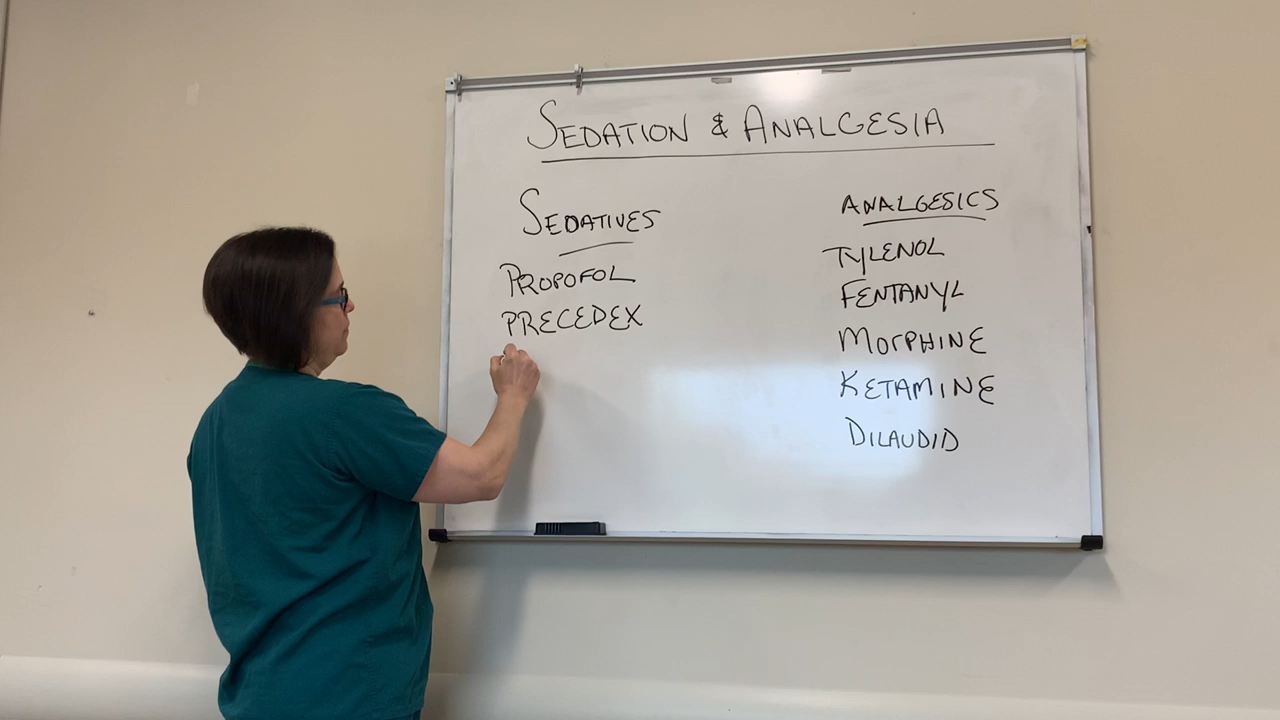 SEDATION & ANALGESIA
SEDATIVES
PROPOFOL
PRECEDEX
ANALGESICS
TYLENOL
FENTANYL
MORPHINE
KETAMINE
DILAUDID